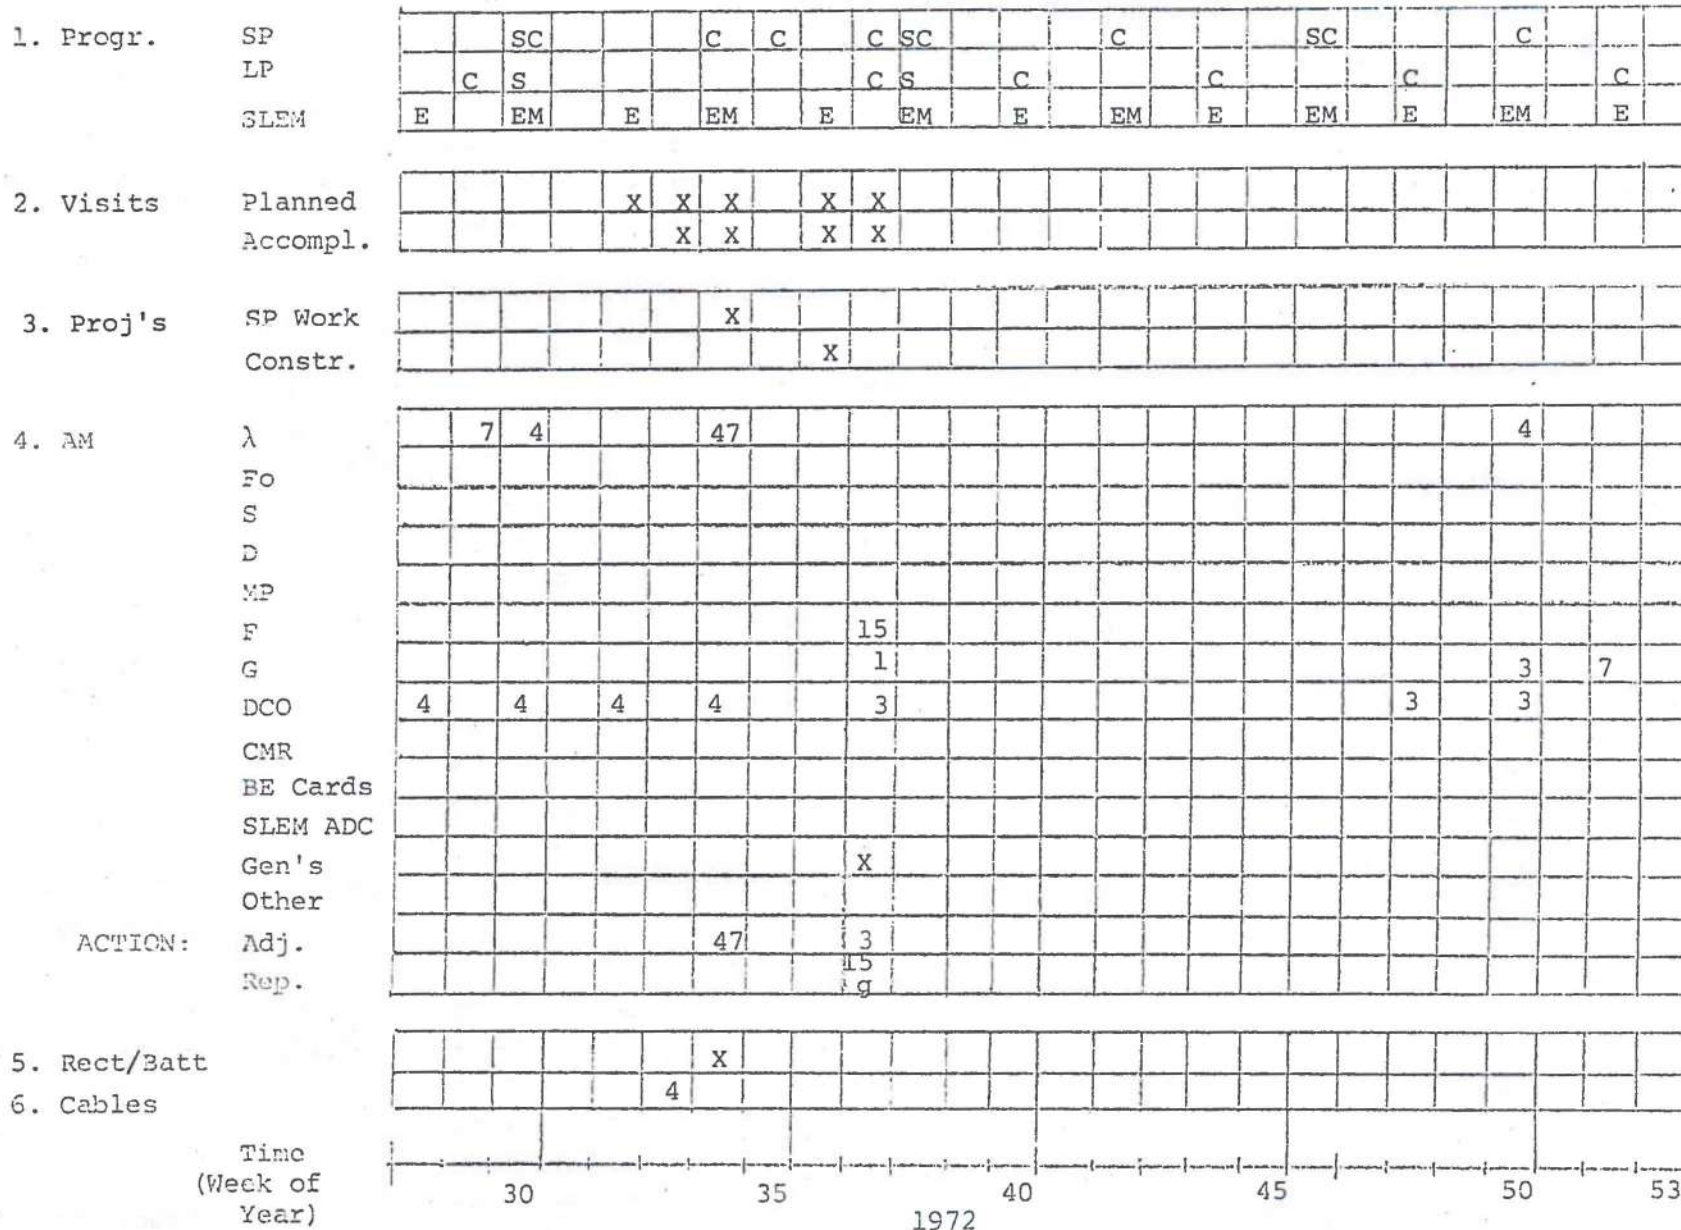 1. Progr. SP SC C C C SC C SC C
LP C S C S C C C C
SLEM E EM E EM E EM E EM E EM E EM E
2. Visits Planned X X X X X
Accompl. X X X X
3. Proj's SP Work X
Constr. X
4. AM λ 7 4 47 4
Fo
S
D
MP
F 15
G 1 3 7
DCO 4 4 4 4 3 3 3
CMR
BE Cards
SLEM ADC
Gen's X
Other
ACTION: Adj. 47 3
15
Rep. g
5. Rect/Batt X
6. Cables 4
Time
(Week of 30 35 40 45 50 53
Year) 1972